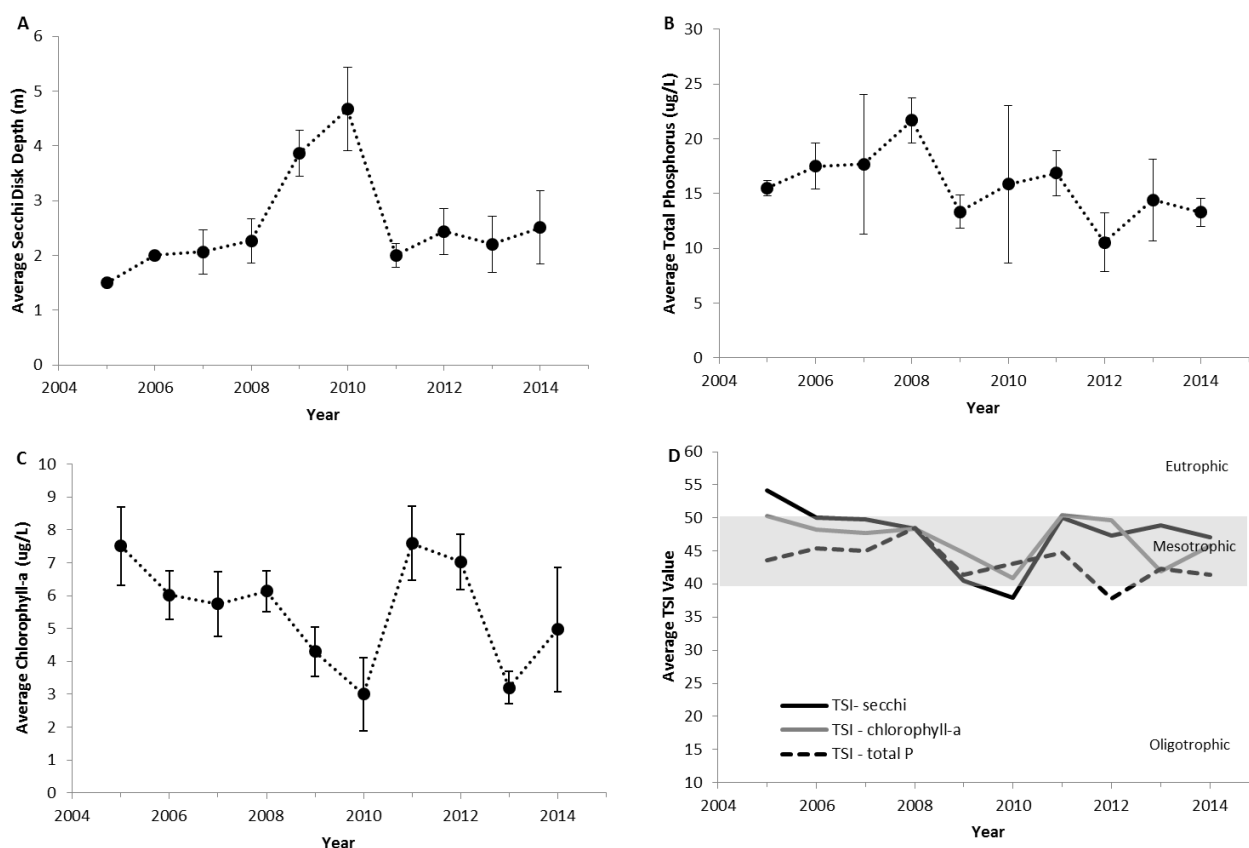 A
Average Secchi Disk Depth (m)
6
5
4
3
2
1
0
2004 2006 2008 2010 2012 2014
Year
B
Average Total Phosphorus (ug/L)
30
25
20
15
10
5
0
2004 2006 2008 2010 2012 2014
Year
C
Average Chlorophyll-a (ug/L)
10
9
8
7
6
5
4
3
2
1
0
2004 2006 2008 2010 2012 2014
Year
D
Average TSI Value
60
55
50
45
40
35
30
25
20
15
10
Eutrophic
Mesotrophic
Oligotrophic
TSI- secchi
TSI - chlorophyll-a
TSI - total P
2004 2006 2008 2010 2012 2014
Year